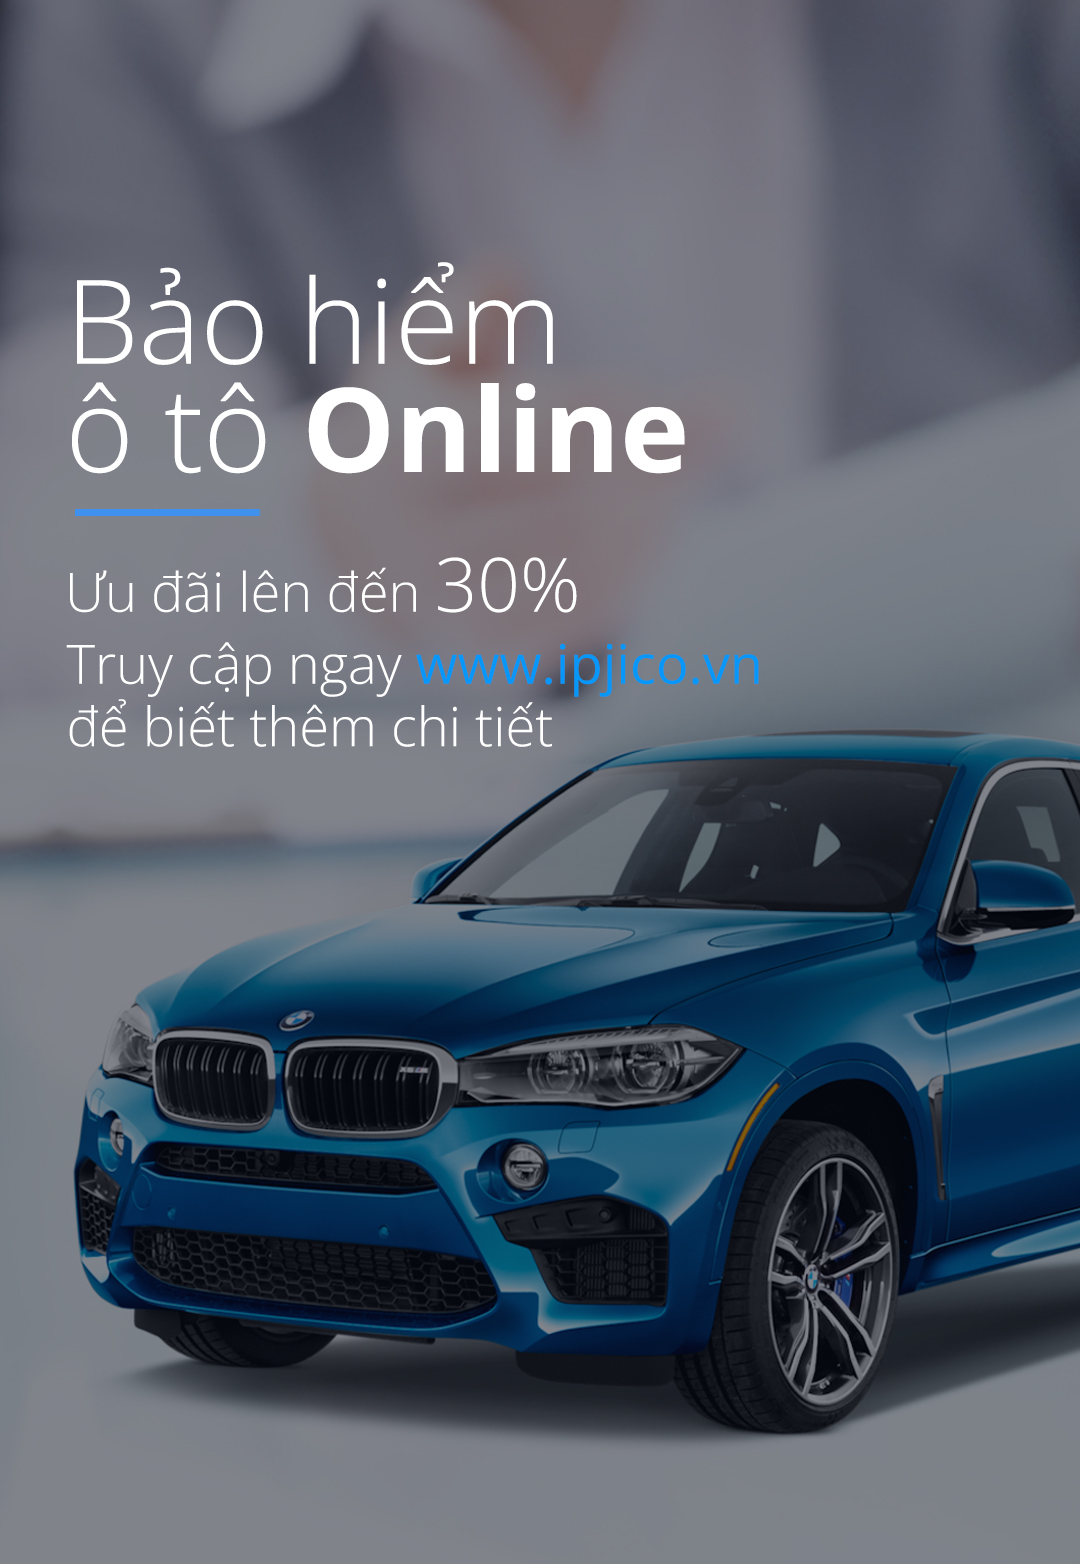 Bảo hiểm
ô tô Online
Ưu đãi lên đến 30%
Truy cập ngay www.ipjico.vn
để biết thêm chi tiết